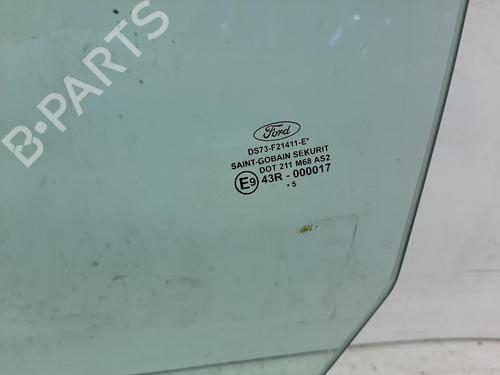 B-PARTS
Ford
DS73-F21411-E*
SAINT-GOBAIN SEKURIT
DOT 211 M68 AS2
E9 43R - 000017
• 5